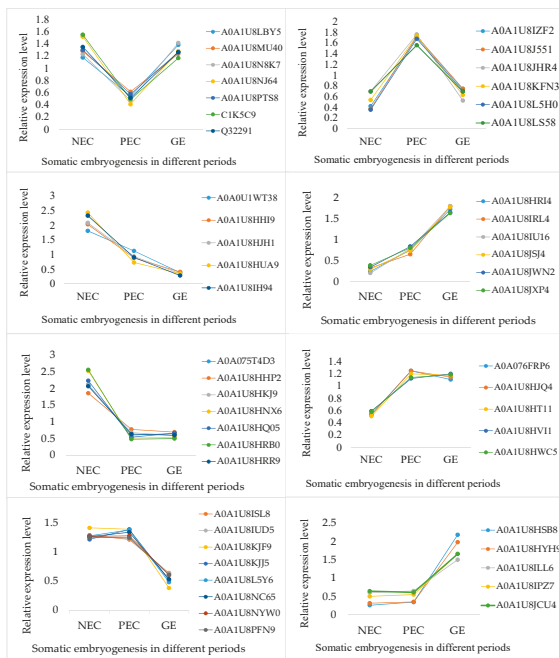 Relative expression level
1.8
1.6
1.4
1.2
1
0.8
0.6
0.4
0.2
0
NEC PEC GE
Somatic embryogenesis in different periods
A0A1U8LBY5
A0A1U8MU40
A0A1U8N8K7
A0A1U8NJ64
A0A1U8PTS8
C1K5C9
Q32291
Relative expression level
2
1.8
1.6
1.4
1.2
1
0.8
0.6
0.4
0.2
0
NEC PEC GE
Somatic embryogenesis in different periods
A0A1U8IZF2
A0A1U8J551
A0A1U8JHR4
A0A1U8KFN3
A0A1U8L5H0
A0A1U8LS58
Relative expression level
3
2.5
2
1.5
1
0.5
0
NEC PEC GE
Somatic embryogenesis in different periods
A0A0U1WT38
A0A1U8HHI9
A0A1U8HJH1
A0A1U8HUA9
A0A1U8IH94
Relative expression level
2
1.5
1
0.5
0
NEC PEC GE
Somatic embryogenesis in different periods
A0A1U8HRI4
A0A1U8IRL4
A0A1U8IU16
A0A1U8JSJ4
A0A1U8JWN2
A0A1U8JXP4
Relative expression level
3
2.5
2
1.5
1
0.5
0
NEC PEC GE
Somatic embryogenesis in different periods
A0A075T4D3
A0A1U8HHP2
A0A1U8HKJ9
A0A1U8HNX6
A0A1U8HQ05
A0A1U8HRB0
A0A1U8HRR9
Relative expression level
1.4
1.2
1
0.8
0.6
0.4
0.2
0
NEC PEC GE
Somatic embryogenesis in different periods
A0A076FRP6
A0A1U8HJQ4
A0A1U8HT11
A0A1U8HVI1
A0A1U8HWC5
Relative expression level
1.5
1
0.5
0
NEC PEC GE
Somatic embryogenesis in different periods
A0A1U8ISL8
A0A1U8IUD5
A0A1U8KJF9
A0A1U8KJJ5
A0A1U8L5Y6
A0A1U8NC65
A0A1U8NYW0
A0A1U8PFN9
Relative expression level
2.5
2
1.5
1
0.5
0
NEC PEC GE
Somatic embryogenesis in different periods
A0A1U8HSB8
A0A1U8HYH9
A0A1U8ILL6
A0A1U8IPZ7
A0A1U8JCU4